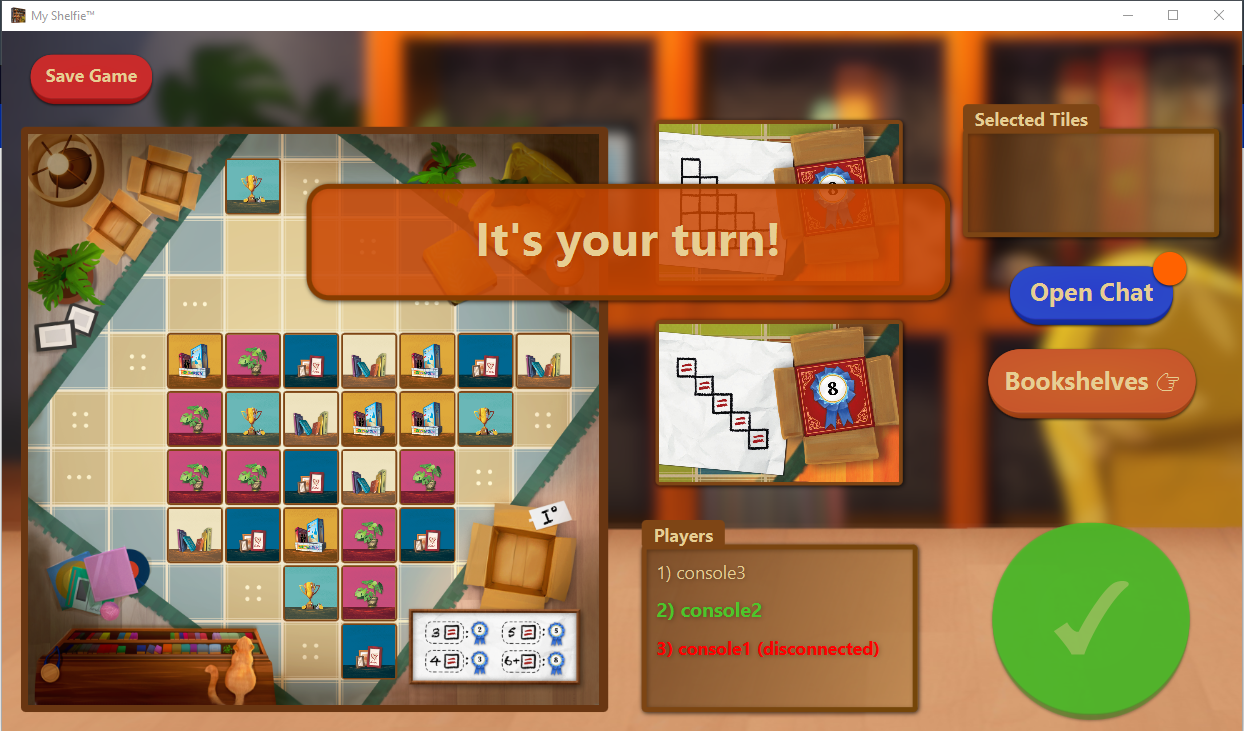 My Shelfie™
Save Game
Selected Tiles
8
It's your turn!
Open Chat
8
Bookshelves
I°
Players
1) console3
2) console2
3) console1 (disconnected)
3 : 2
5 : 5
4 : 3
6+ : 8